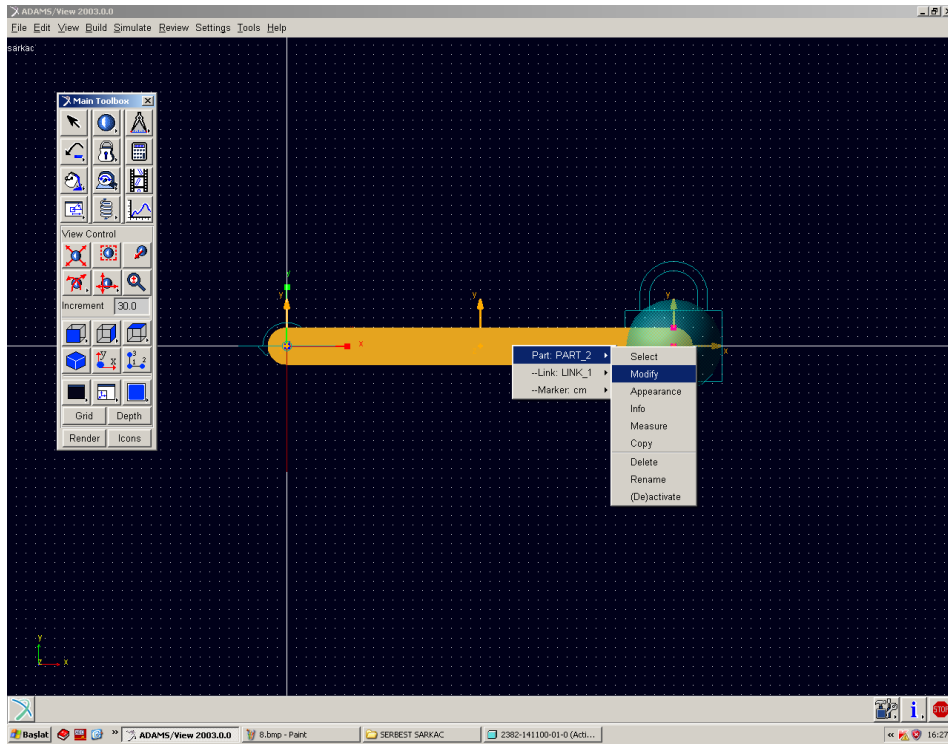 ADAMS/View 2003.0.0
File Edit View Build Simulate Review Settings Tools Help
sarkac
Main Toolbox
View Control
Increment 30.0
Grid Depth
Render Icons
y
y
y
y
x
x
Part: PART_2
--Link: LINK_1
--Marker: cm
Select
Modify
Appearance
Info
Measure
Copy
Delete
Rename
(De)activate
Y
Z X
STOP
Başlat » ADAMS/View 2003.0.0 8.bmp - Paint SERBEST SARKAC 2382-141100-01-0 (Acti... « 16:27